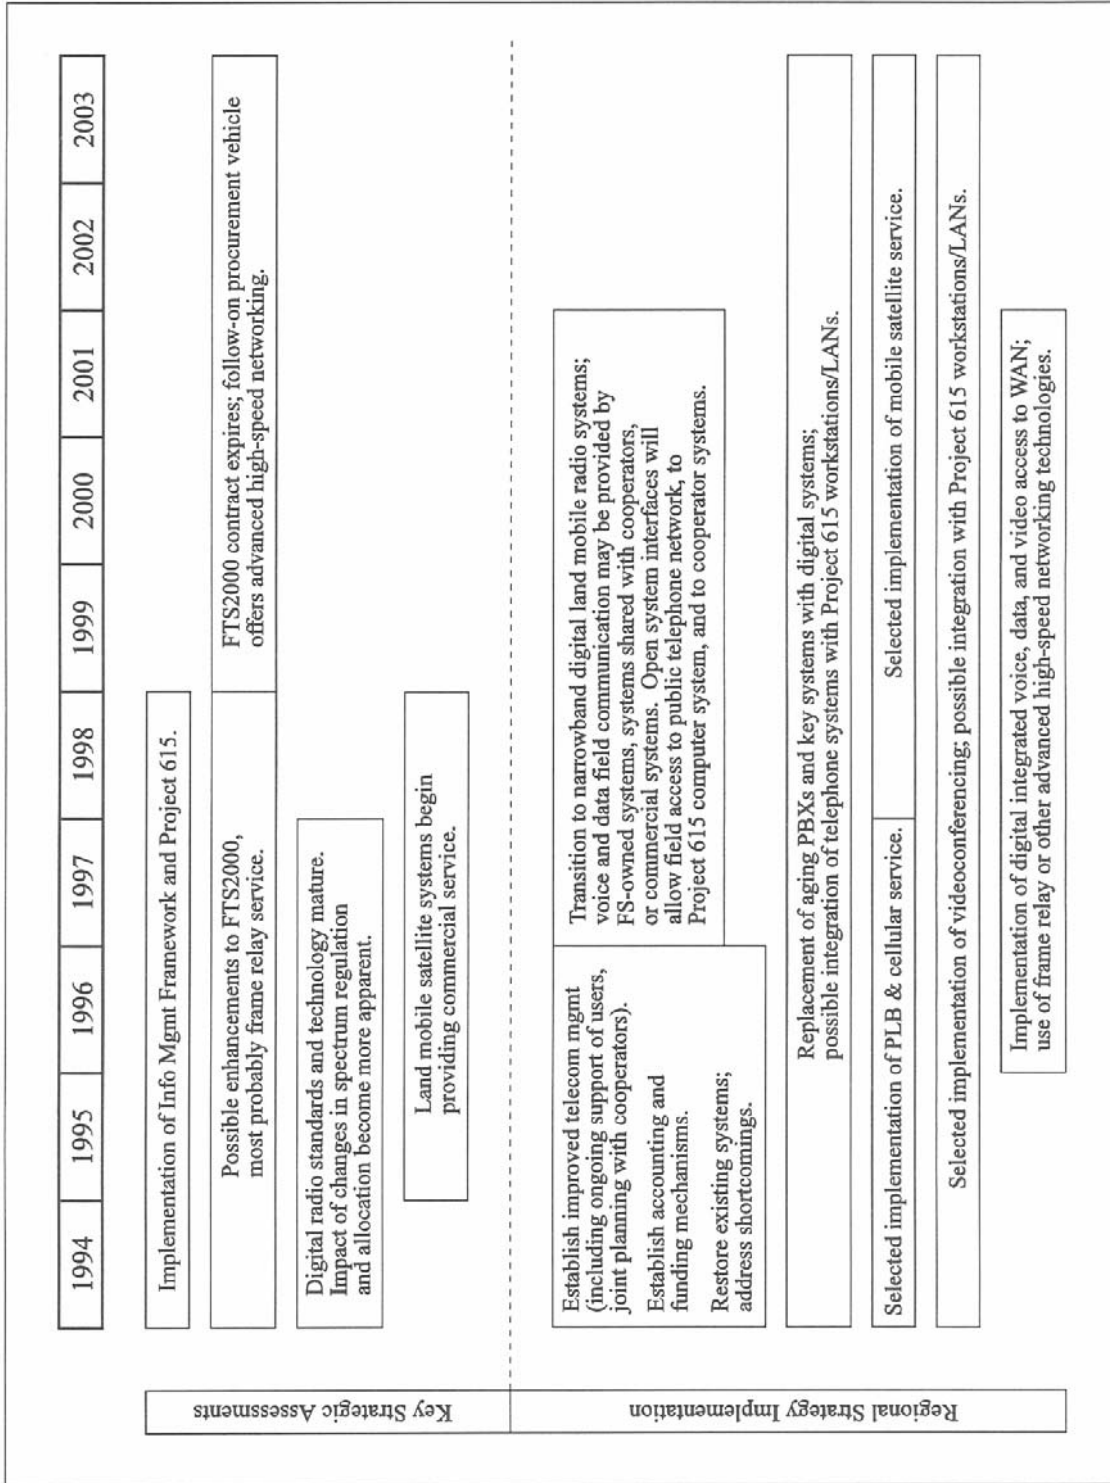 1994 1995 1996 1997 1998 1999 2000 2001 2002 2003
Key Strategic Assessments
Implementation of Info Mgmt Framework and Project 615.
Possible enhancements to FTS2000,
most probably frame relay service.
FTS2000 contract expires; follow-on procurement vehicle
offers advanced high-speed networking.
Digital radio standards and technology mature.
Impact of changes in spectrum regulation
and allocation become more apparent.
Land mobile satellite systems begin
providing commercial service.
Regional Strategy Implementation
Establish improved telecom mgmt
(including ongoing support of users,
joint planning with cooperators).
Establish accounting and
funding mechanisms.
Restore existing systems;
address shortcomings.
Transition to narrowband digital land mobile radio systems;
voice and data field communication may be provided by
FS-owned systems, systems shared with cooperators,
or commercial systems. Open system interfaces will
allow field access to public telephone network, to
Project 615 computer system, and to cooperator systems.
Replacement of aging PBXs and key systems with digital systems;
possible integration of telephone systems with Project 615 workstations/LANs.
Selected implementation of PLB & cellular service.
Selected implementation of mobile satellite service.
Selected implementation of videoconferencing; possible integration with Project 615 workstations/LANs.
Implementation of digital integrated voice, data, and video access to WAN;
use of frame relay or other advanced high-speed networking technologies.